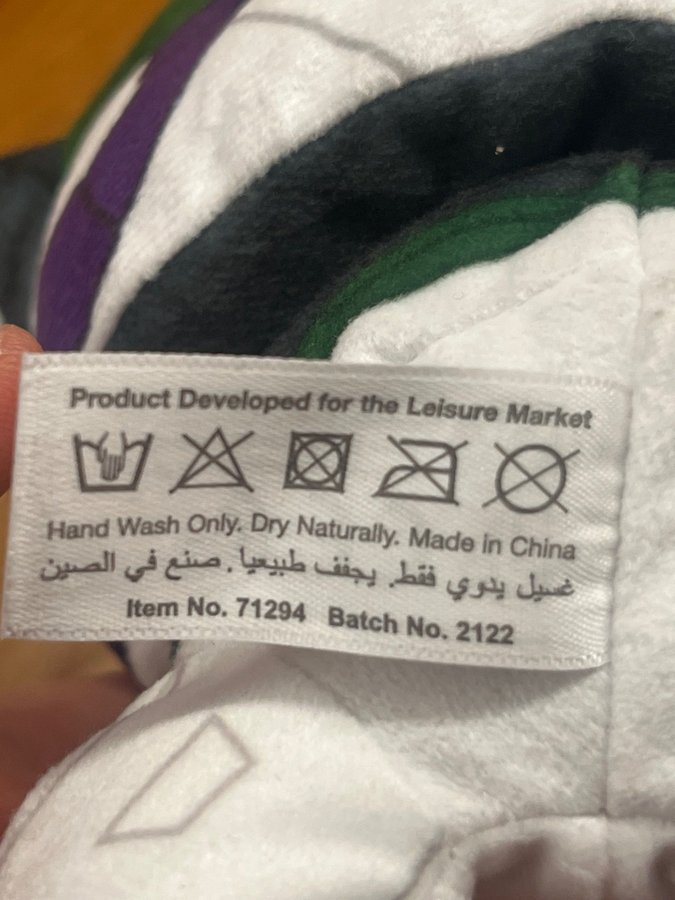 Product Developed for the Leisure Market
Hand Wash Only. Dry Naturally. Made in China
غسيل يدوي فقط. يجفف طبيعيا. صنع في الصين
Item No. 71294 Batch No. 2122